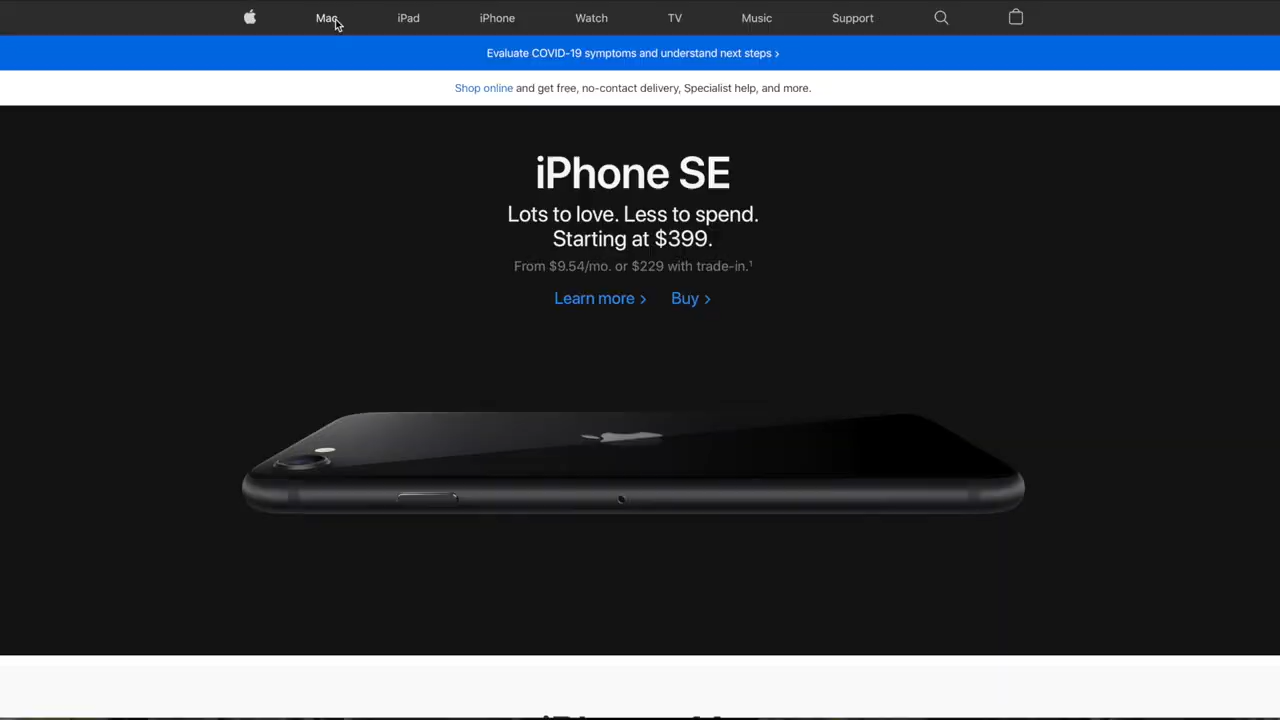 Mac iPad iPhone Watch TV Music Support
Evaluate COVID-19 symptoms and understand next steps ›
Shop online and get free, no-contact delivery, Specialist help, and more.
iPhone SE
Lots to love. Less to spend.
Starting at $399.
From $9.54/mo. or $229 with trade-in.¹
Learn more › Buy ›